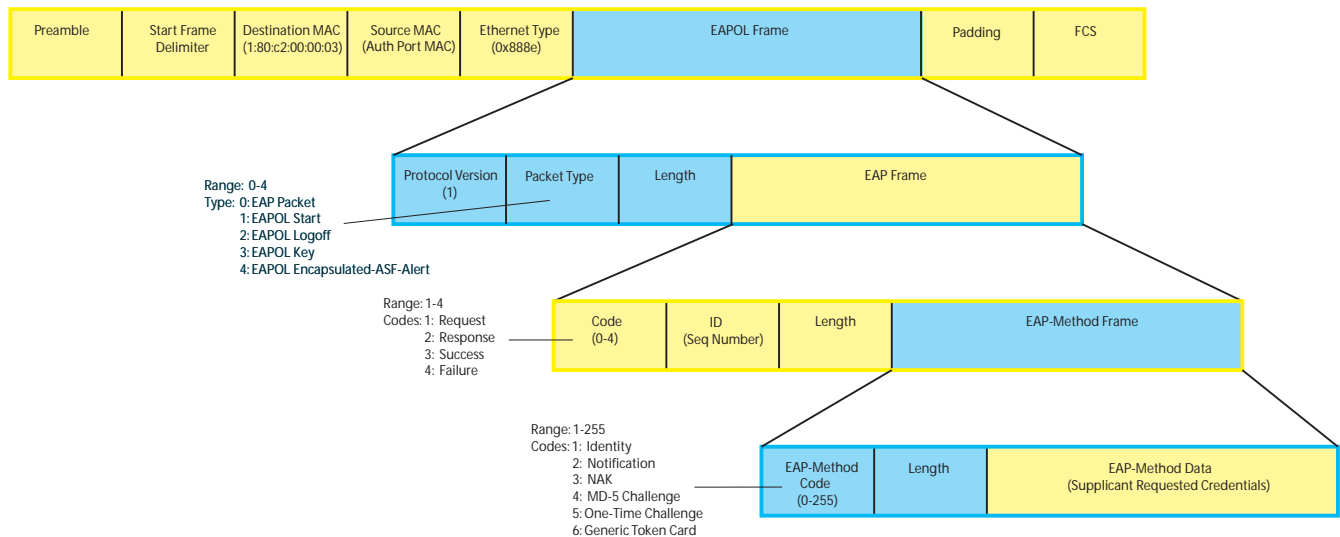 Preamble
Start Frame
Delimiter
Destination MAC
(1:80:c2:00:00:03)
Source MAC
(Auth Port MAC)
Ethernet Type
(0x888e)
EAPOL Frame
Padding
FCS
Protocol Version
(1)
Packet Type
Length
EAP Frame
Range: 0-4
Type: 0: EAP Packet
1: EAPOL Start
2: EAPOL Logoff
3: EAPOL Key
4: EAPOL Encapsulated-ASF-Alert
Range: 1-4
Codes: 1: Request
2: Response
3: Success
4: Failure
Code
(0-4)
ID
(Seq Number)
Length
EAP-Method Frame
Range: 1-255
Codes: 1: Identity
2: Notification
3: NAK
4: MD-5 Challenge
5: One-Time Challenge
6: Generic Token Card
EAP-Method
Code
(0-255)
Length
EAP-Method Data
(Supplicant Requested Credentials)